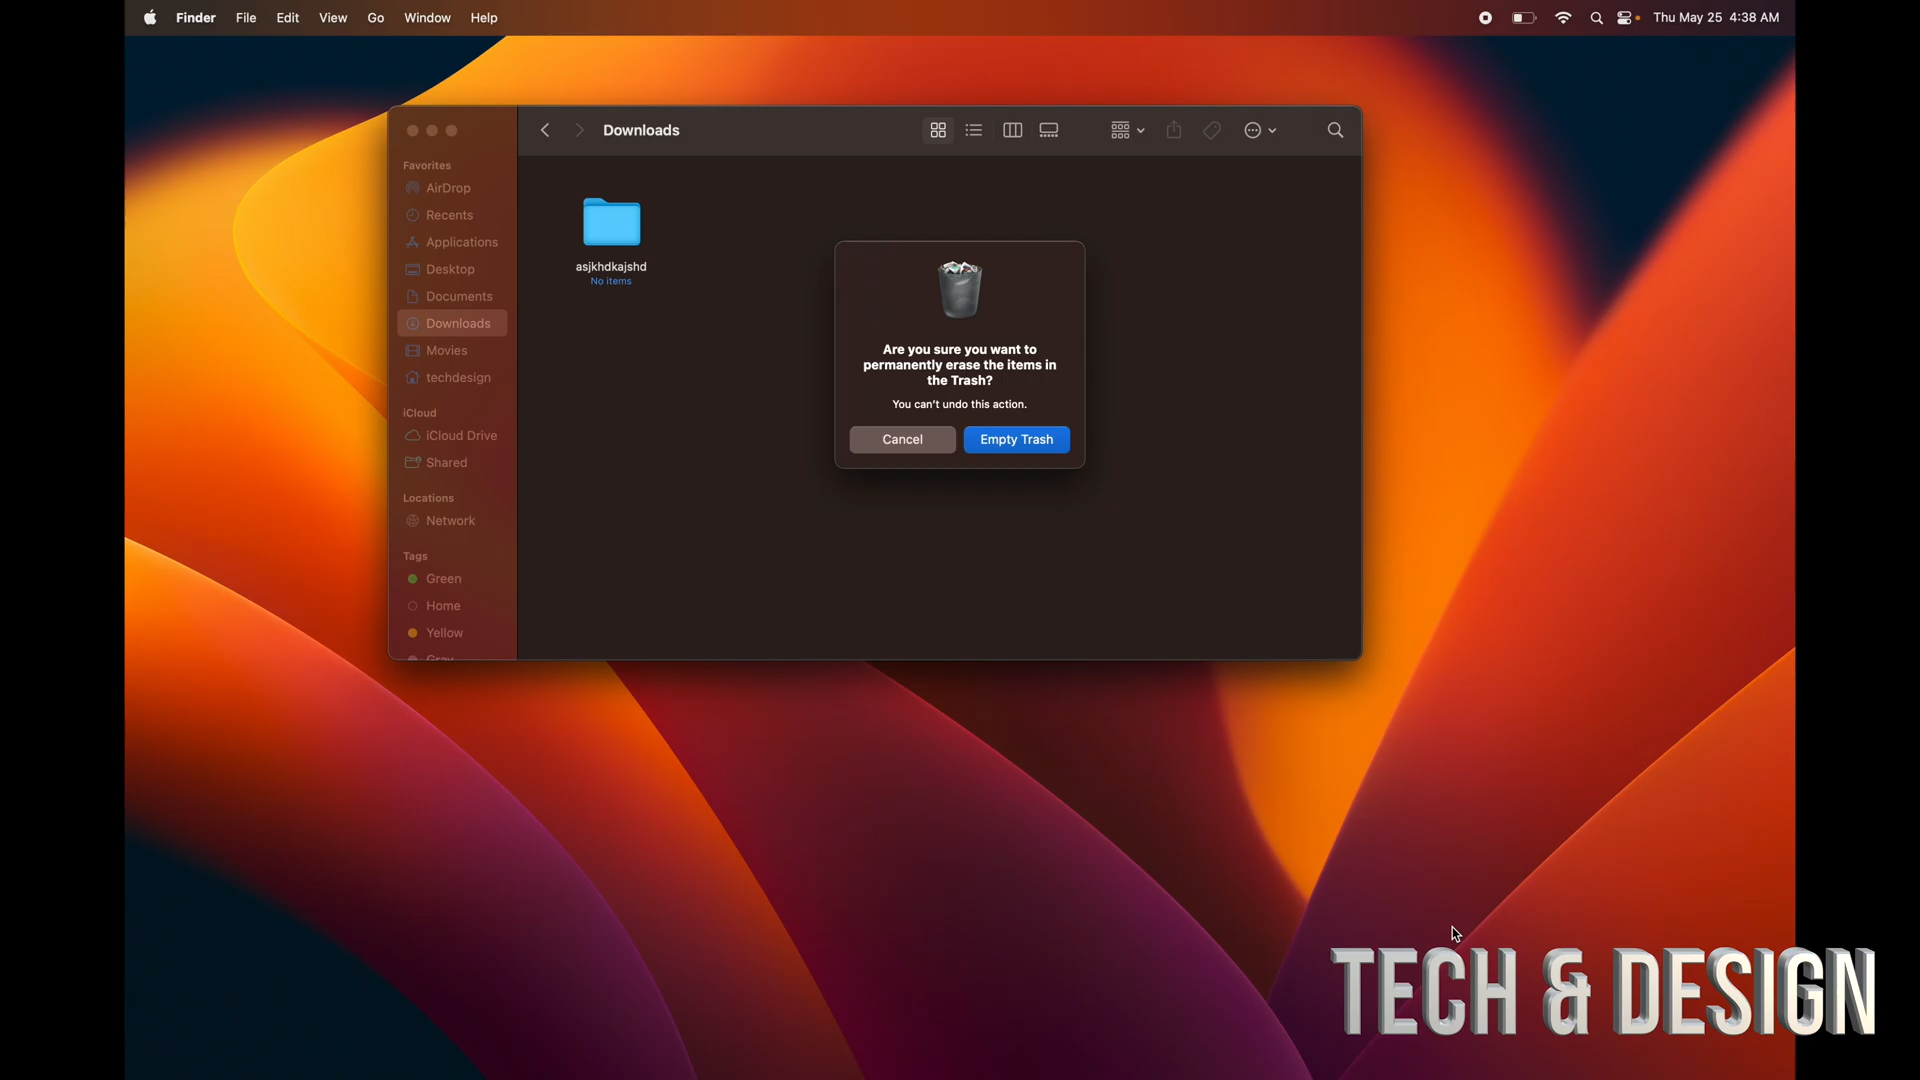 Finder File Edit View Go Window Help Thu May 25 4:38 AM
Downloads
Favorites
AirDrop
Recents
Applications
Desktop
Documents
Downloads
Movies
techdesign
iCloud
iCloud Drive
Shared
Locations
Network
Tags
Green
Home
Yellow
Gray
asjkhdkajshd
No items
Are you sure you want to
permanently erase the items in
the Trash?
You can't undo this action.
Cancel Empty Trash
TECH & DESIGN